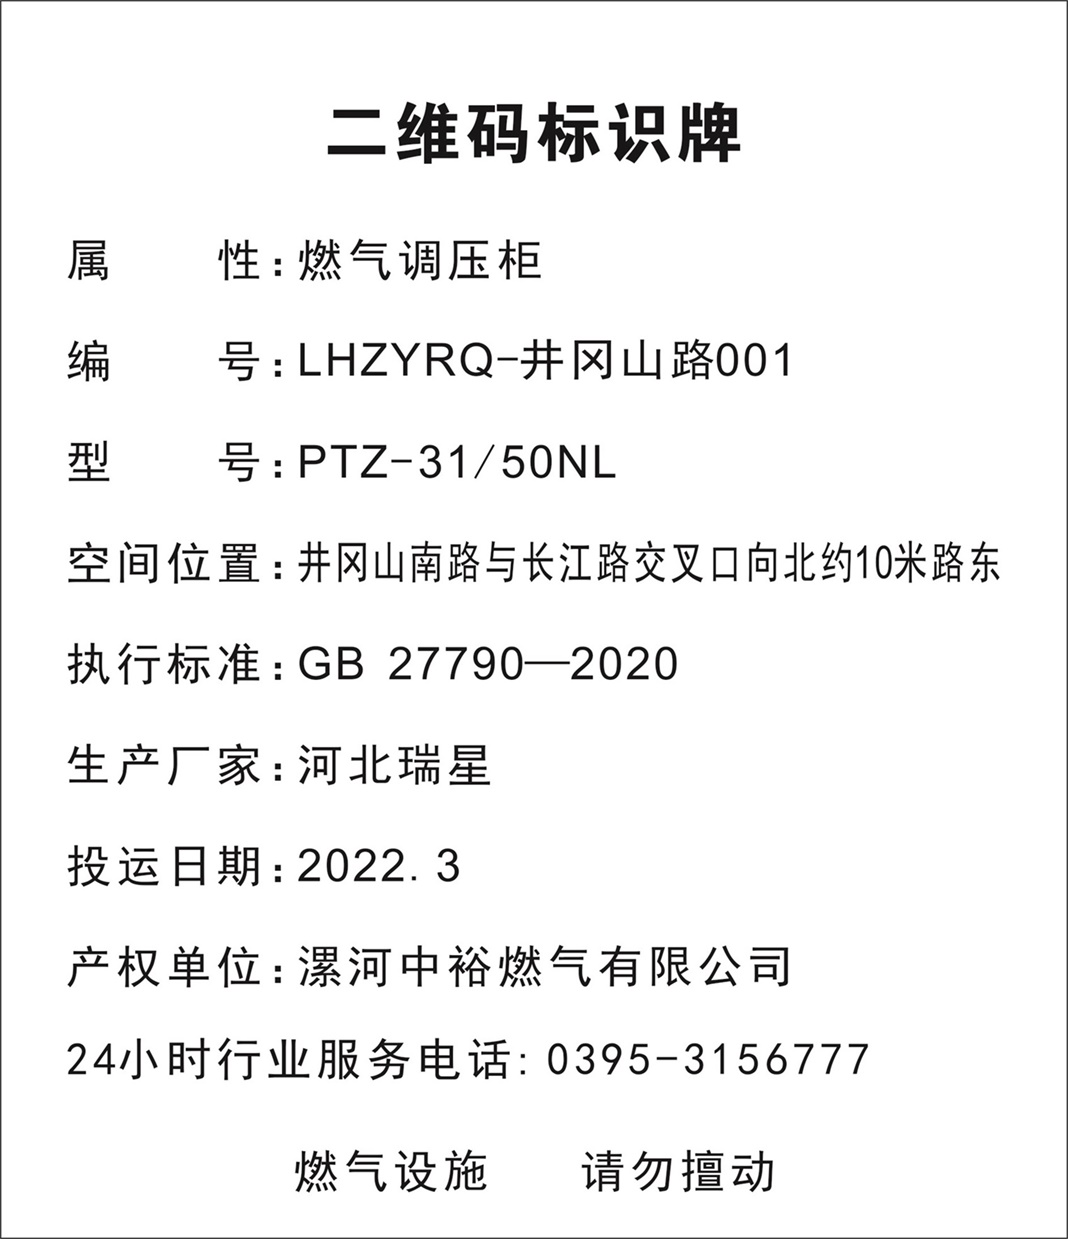 二维码标识牌
属 性:燃气调压柜
编 号:LHZYRQ-井冈山路001
型 号:PTZ-31/50NL
空间位置:井冈山南路与长江路交叉口向北约10米路东
执行标准:GB 27790—2020
生产厂家:河北瑞星
投运日期:2022.3
产权单位:漯河中裕燃气有限公司
24小时行业服务电话:0395-3156777
燃气设施 请勿擅动